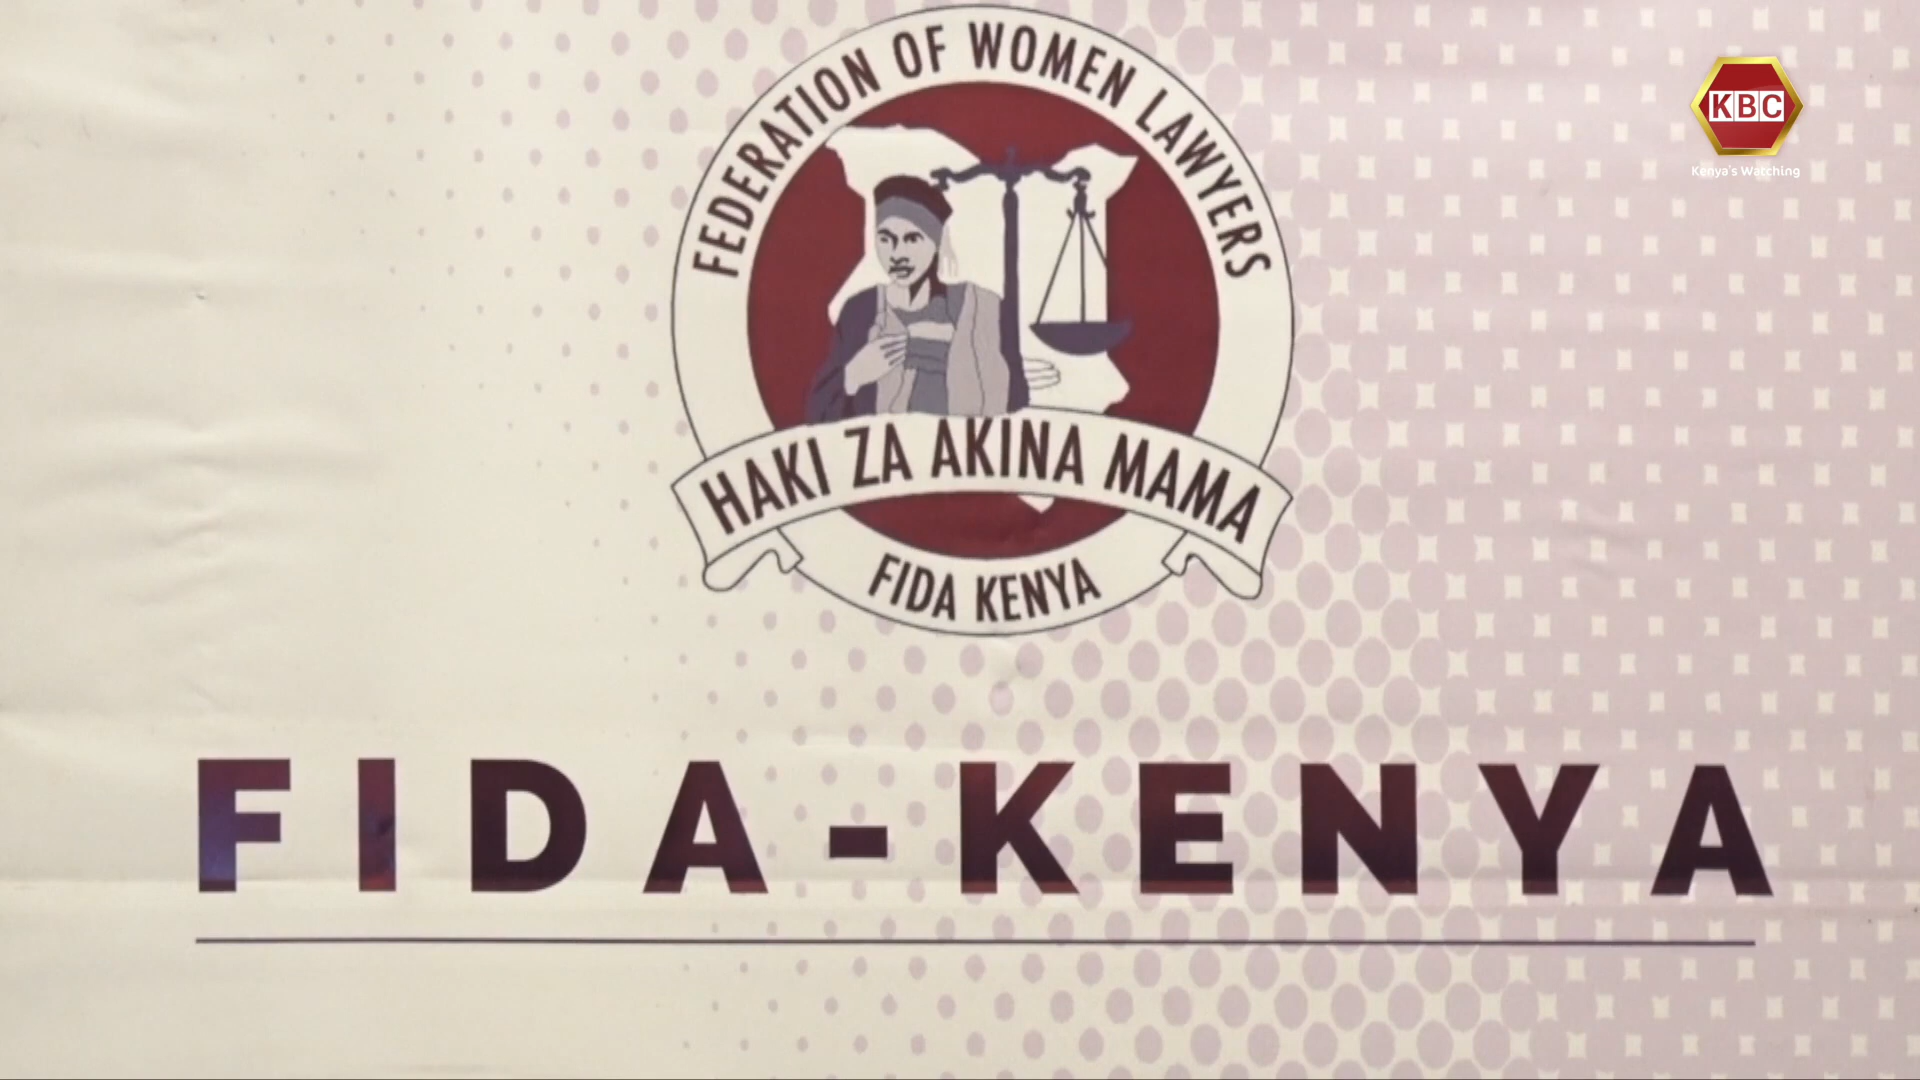 FEDERATION OF WOMEN LAWYERS
KBC
Kenya's Watching
HAKI ZA AKINA MAMA
FIDA KENYA
FIDA-KENYA